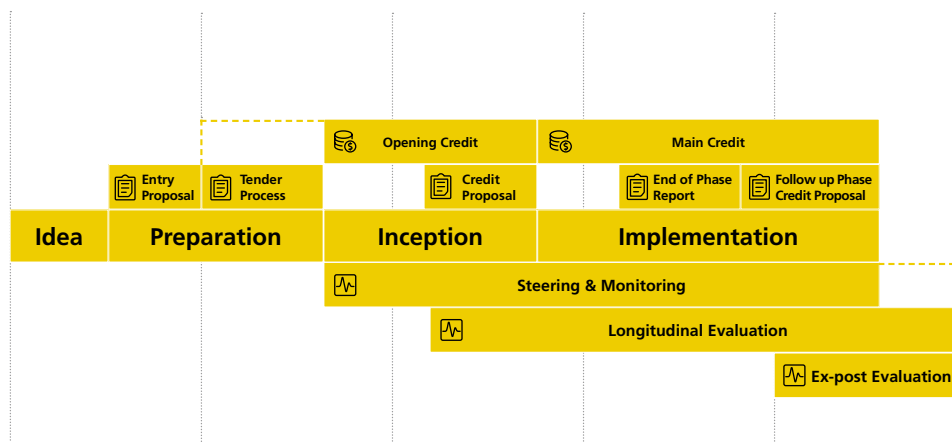 Opening Credit
Main Credit
Entry
Proposal
Tender
Process
Credit
Proposal
End of Phase
Report
Follow up Phase
Credit Proposal
Idea
Preparation
Inception
Implementation
Steering & Monitoring
Longitudinal Evaluation
Ex-post Evaluation